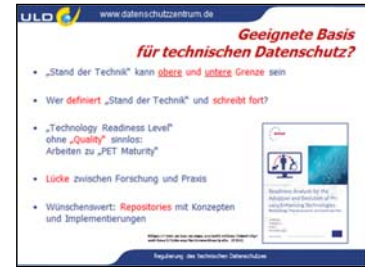 ULD
www.datenschutzzentrum.de
Geeignete Basis
für technischen Datenschutz?
• „Stand der Technik“ kann obere und untere Grenze sein
• Wer definiert „Stand der Technik“ und schreibt fort?
• „Technology Readiness Level“
ohne „Quality“ sinnlos:
Arbeiten zu „PET Maturity“
• Lücke zwischen Forschung und Praxis
• Wünschenswert: Repositories mit Konzepten
und Implementierungen
Readiness Analysis for the
Adoption and Evolution of Pri-
vacy Enhancing Technologies
Regulierung des technischen Datenschutzes